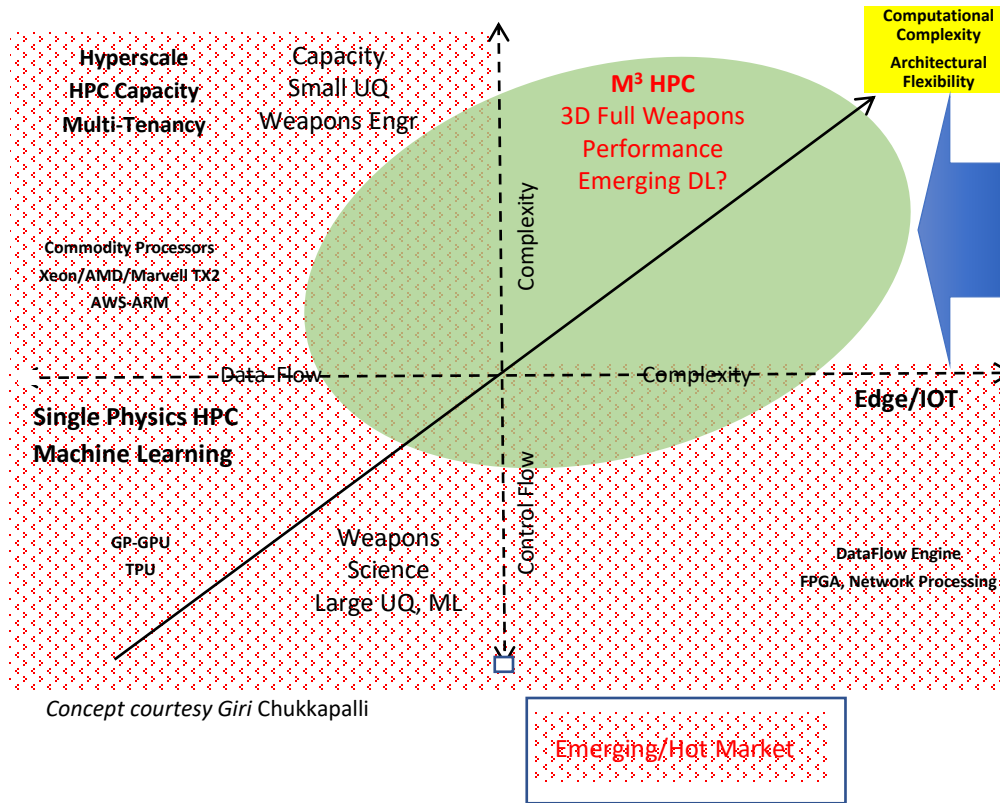 Hyperscale
HPC Capacity
Multi-Tenancy
Capacity
Small UQ
Weapons Engr
M³ HPC
3D Full Weapons
Performance
Emerging DL?
Computational
Complexity
Architectural
Flexibility
Commodity Processors
Xeon/AMD/Marvell TX2
AWS-ARM
Complexity
Data Flow
Complexity
Edge/IOT
Single Physics HPC
Machine Learning
Control Flow
GP-GPU
TPU
Weapons
Science
Large UQ, ML
DataFlow Engine
FPGA, Network Processing
Concept courtesy Giri Chukkapalli
Emerging/Hot Market